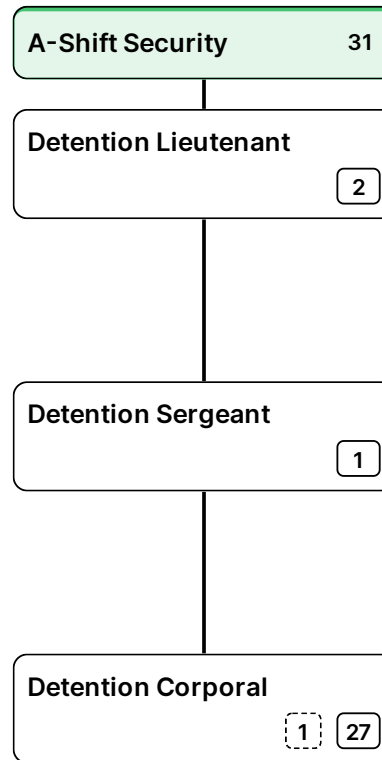 A-Shift Security 31
Detention Lieutenant
2
Detention Sergeant
1
Detention Corporal
1 27